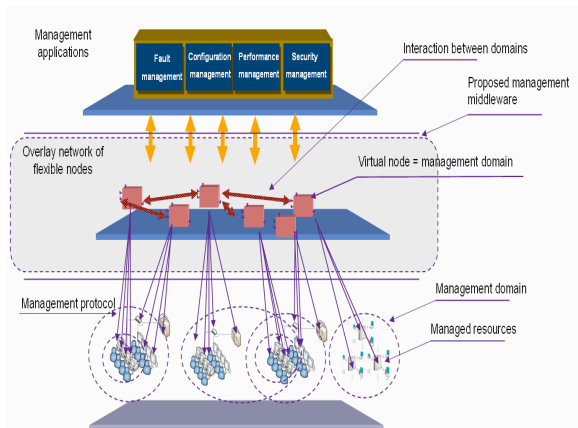 Management
applications
Fault
management
Configuration
management
Performance
management
Security
management
Interaction between domains
Proposed management
middleware
Overlay network of
flexible nodes
Virtual node = management domain
Management protocol
Management domain
Managed resources